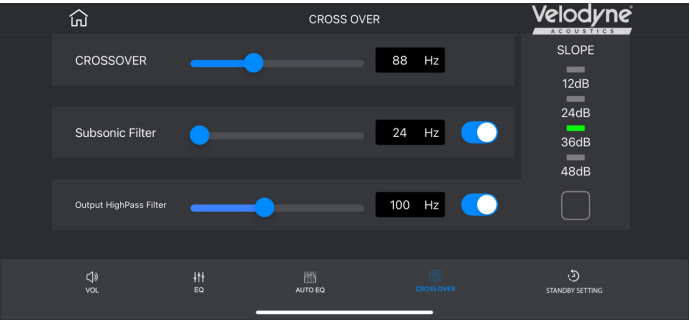 CROSS OVER
Velodyne
ACOUSTICS
CROSSOVER
88 Hz
Subsonic Filter
24 Hz
Output HighPass Filter
100 Hz
SLOPE
12dB
24dB
36dB
48dB
VOL
EQ
AUTO EQ
CROSS OVER
STANDBY SETTING